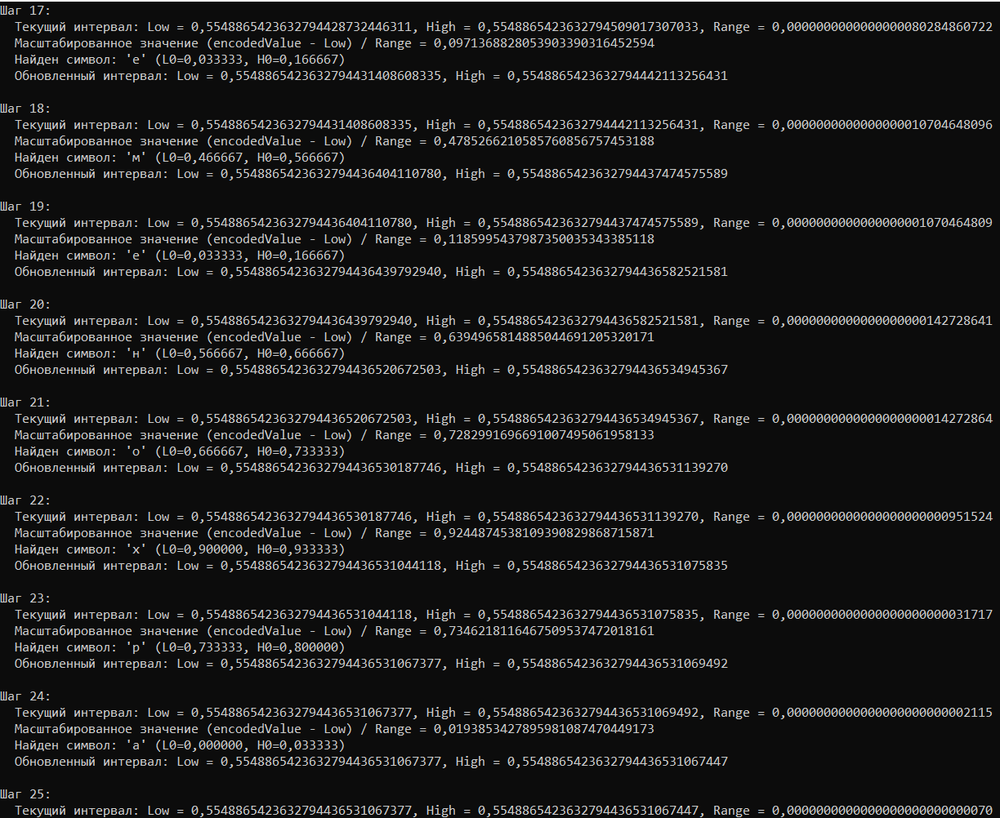 Шаг 17:
Текущий интервал: Low = 0,5548865423632794428732446311, High = 0,5548865423632794509017307033, Range = 0,0000000000000000080284860722
Масштабированное значение (encodedValue - Low) / Range = 0,0971368828053903390316452594
Найден символ: 'е' (L0=0,033333, H0=0,166667)
Обновленный интервал: Low = 0,5548865423632794431408608335, High = 0,5548865423632794442113256431
Шаг 18:
Текущий интервал: Low = 0,5548865423632794431408608335, High = 0,5548865423632794442113256431, Range = 0,0000000000000000010704648096
Масштабированное значение (encodedValue - Low) / Range = 0,4785266210585760856757453188
Найден символ: 'м' (L0=0,466667, H0=0,566667)
Обновленный интервал: Low = 0,5548865423632794436404110780, High = 0,5548865423632794437474575589
Шаг 19:
Текущий интервал: Low = 0,5548865423632794436404110780, High = 0,5548865423632794437474575589, Range = 0,0000000000000000001070464809
Масштабированное значение (encodedValue - Low) / Range = 0,1185995437987350035343385118
Найден символ: 'е' (L0=0,033333, H0=0,166667)
Обновленный интервал: Low = 0,5548865423632794436439792940, High = 0,5548865423632794436582521581
Шаг 20:
Текущий интервал: Low = 0,5548865423632794436439792940, High = 0,5548865423632794436582521581, Range = 0,0000000000000000000142728641
Масштабированное значение (encodedValue - Low) / Range = 0,6394965814885044691205320171
Найден символ: 'н' (L0=0,566667, H0=0,666667)
Обновленный интервал: Low = 0,5548865423632794436520672503, High = 0,5548865423632794436534945367
Шаг 21:
Текущий интервал: Low = 0,5548865423632794436520672503, High = 0,5548865423632794436534945367, Range = 0,0000000000000000000014272864
Масштабированное значение (encodedValue - Low) / Range = 0,7282991696691007495061958133
Найден символ: 'о' (L0=0,666667, H0=0,733333)
Обновленный интервал: Low = 0,5548865423632794436530187746, High = 0,5548865423632794436531139270
Шаг 22:
Текущий интервал: Low = 0,5548865423632794436530187746, High = 0,5548865423632794436531139270, Range = 0,0000000000000000000000951524
Масштабированное значение (encodedValue - Low) / Range = 0,9244874538109390829868715871
Найден символ: 'х' (L0=0,900000, H0=0,933333)
Обновленный интервал: Low = 0,5548865423632794436531044118, High = 0,5548865423632794436531075835
Шаг 23:
Текущий интервал: Low = 0,5548865423632794436531044118, High = 0,5548865423632794436531075835, Range = 0,0000000000000000000000031717
Масштабированное значение (encodedValue - Low) / Range = 0,7346218116467509537472018161
Найден символ: 'р' (L0=0,733333, H0=0,800000)
Обновленный интервал: Low = 0,5548865423632794436531067377, High = 0,5548865423632794436531069492
Шаг 24:
Текущий интервал: Low = 0,5548865423632794436531067377, High = 0,5548865423632794436531069492, Range = 0,0000000000000000000000002115
Масштабированное значение (encodedValue - Low) / Range = 0,0193853427895981087470449173
Найден символ: 'а' (L0=0,000000, H0=0,033333)
Обновленный интервал: Low = 0,5548865423632794436531067377, High = 0,5548865423632794436531067447
Шаг 25:
Текущий интервал: Low = 0,5548865423632794436531067377, High = 0,5548865423632794436531067447, Range = 0,0000000000000000000000000070